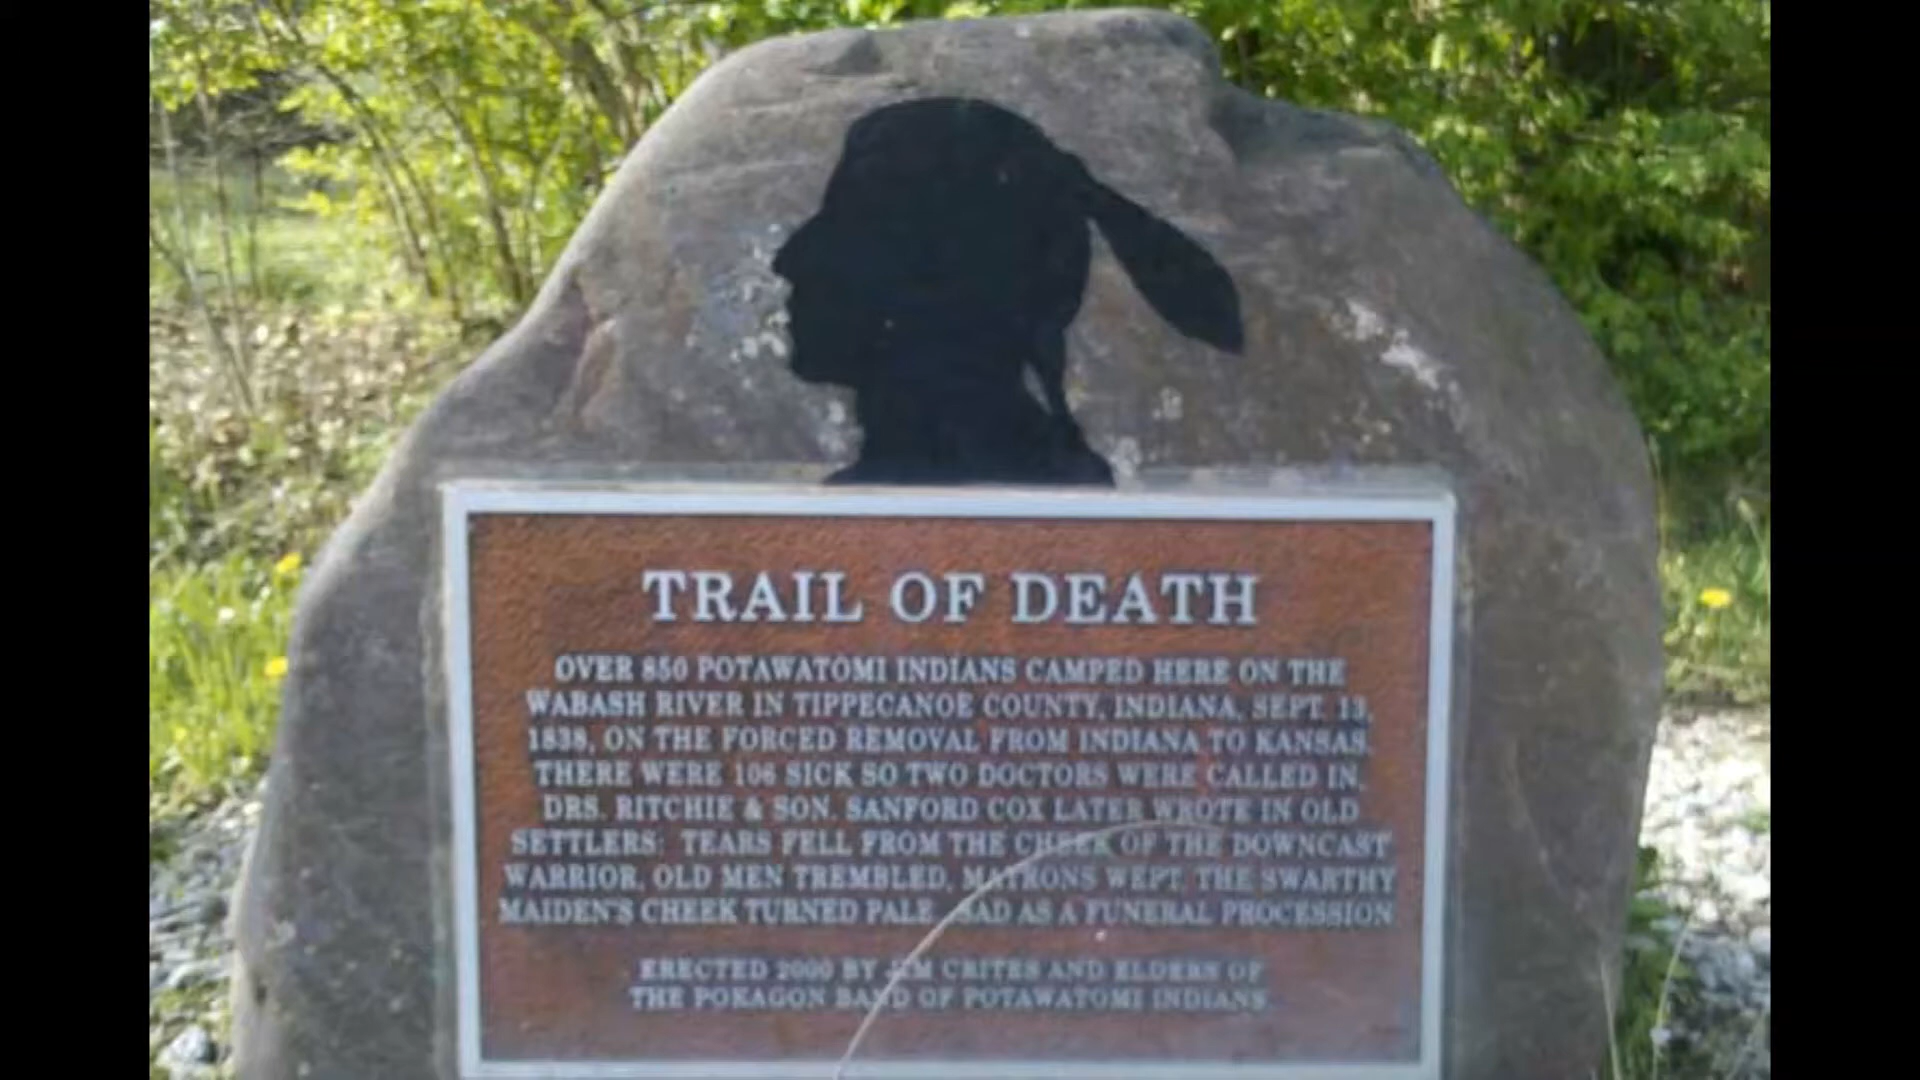 TRAIL OF DEATH
OVER 850 POTAWATOMI INDIANS CAMPED HERE ON THE
WABASH RIVER IN TIPPECANOE COUNTY, INDIANA, SEPT. 13,
1838, ON THE FORCED REMOVAL FROM INDIANA TO KANSAS.
THERE WERE 106 SICK SO TWO DOCTORS WERE CALLED IN,
DRS. RITCHIE & SON. SANFORD COX LATER WROTE IN OLD
SETTLERS: TEARS FELL FROM THE CHEEK OF THE DOWNCAST
WARRIOR, OLD MEN TREMBLED, MATRONS WEPT, THE SWARTHY
MAIDEN'S CHEEK TURNED PALE. SAD AS A FUNERAL PROCESSION
ERECTED 2000 BY JIM CRITES AND ELDERS OF
THE POKAGON BAND OF POTAWATOMI INDIANS